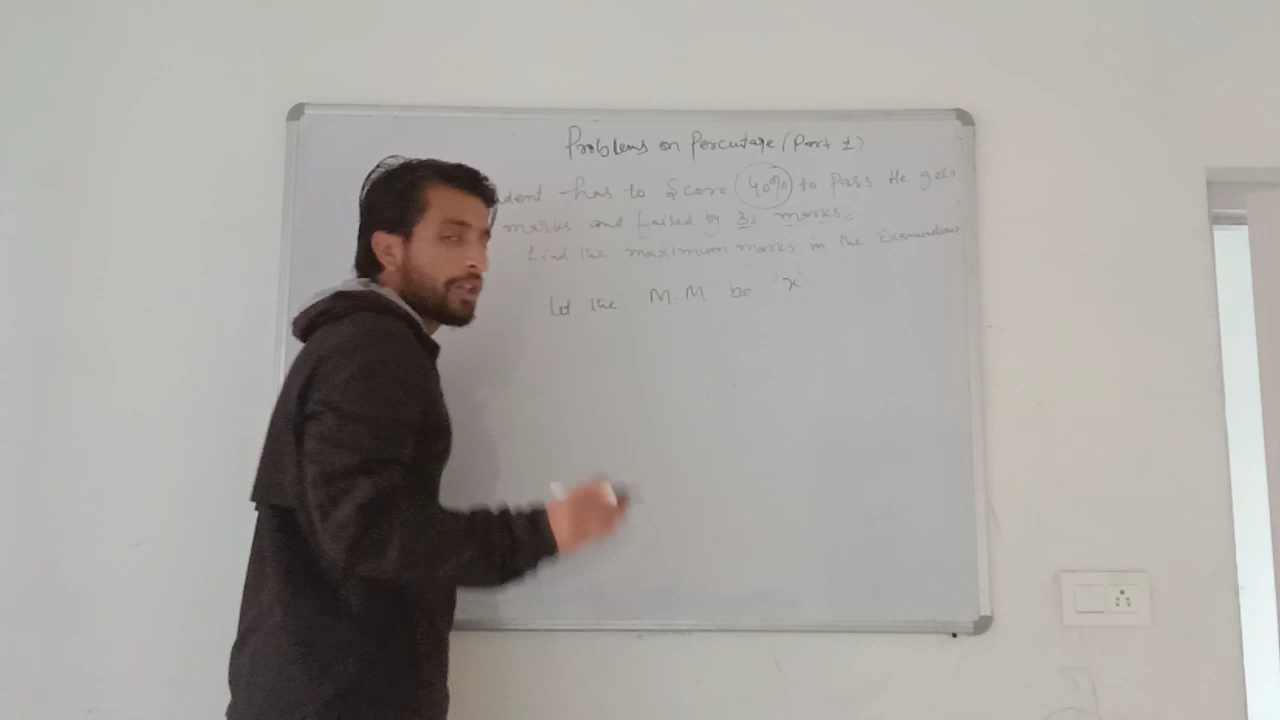 Problems on Percentage (Part 1)
dent has to Score 40% to pass. He gets
marks and failed by 32 marks.
find the maximum marks in the Examination
Let the M.M be 'x'